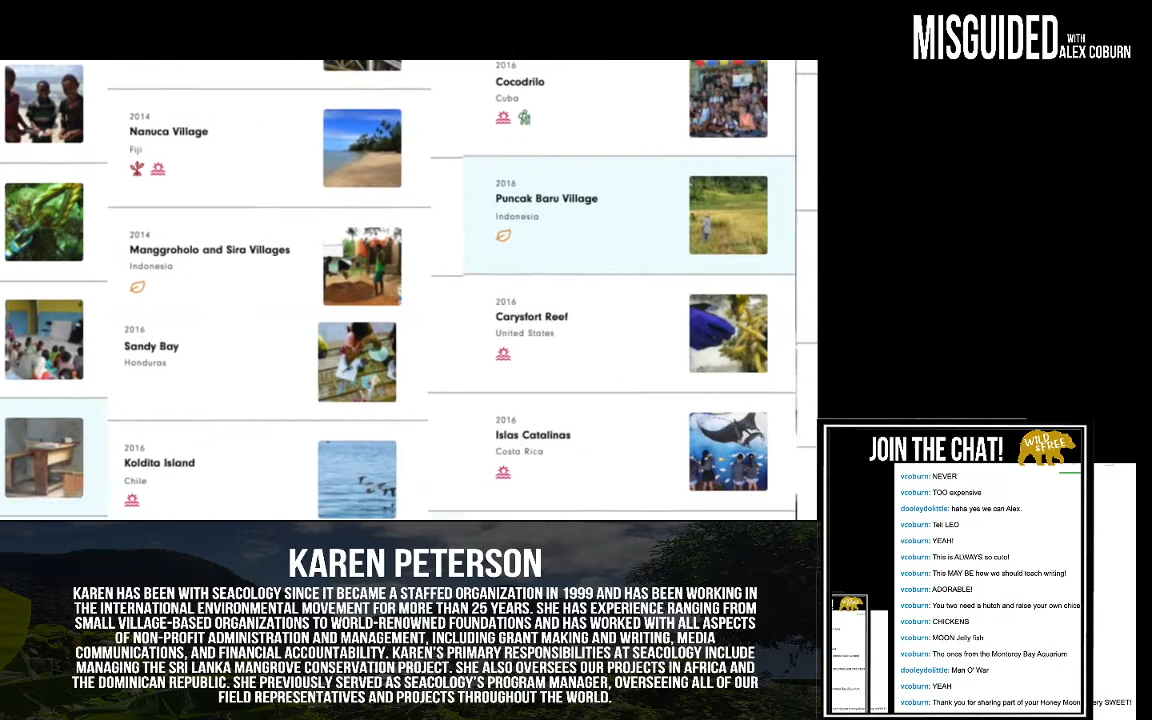 MISGUIDED WITH ALEX COBURN
2014
Nanuca Village
Fiji
2014
Manggroholo and Sira Villages
Indonesia
2016
Sandy Bay
Honduras
Koldita Island
Chile
2016
Cocodrilo
Cuba
2016
Puncak Baru Village
Indonesia
2016
Carysfort Reef
United States
2016
Islas Catalinas
Costa Rica
KAREN PETERSON
KAREN HAS BEEN WITH SEACOLOGY SINCE IT BECAME A STAFFED ORGANIZATION IN 1999 AND HAS BEEN WORKING IN
THE INTERNATIONAL ENVIRONMENTAL MOVEMENT FOR MORE THAN 25 YEARS. SHE HAS EXPERIENCE RANGING FROM
SMALL VILLAGE-BASED ORGANIZATIONS TO WORLD-RENOWNED FOUNDATIONS AND HAS WORKED WITH ALL ASPECTS
OF NON-PROFIT ADMINISTRATION AND MANAGEMENT, INCLUDING GRANT MAKING AND WRITING, MEDIA
COMMUNICATIONS, AND FINANCIAL ACCOUNTABILITY. KAREN'S PRIMARY RESPONSIBILITIES AT SEACOLOGY INCLUDE
MANAGING THE SRI LANKA MANGROVE CONSERVATION PROJECT. SHE ALSO OVERSEES OUR PROJECTS IN AFRICA AND
THE DOMINICAN REPUBLIC. SHE PREVIOUSLY SERVED AS SEACOLOGY'S PROGRAM MANAGER, OVERSEEING ALL OF OUR
FIELD REPRESENTATIVES AND PROJECTS THROUGHOUT THE WORLD.
JOIN THE CHAT!
WILD & FREE
vcoburn: NEVER
vcoburn: TOO expensive
dooleydolittle: haha yes we can Alex.
vcoburn: Tell LEO
vcoburn: YEAH!
vcoburn: This is ALWAYS so cuto!
vcoburn: This MAY BE how we should teach writing!
vcoburn: ADORABLE!
vcoburn: You two need a hutch and raise your own chice
vcoburn: CHICKENS
vcoburn: MOON Jelly fish
vcoburn: The ones from the Monterey Bay Aquarium
dooleydolittle: Man O' War
vcoburn: YEAH
vcoburn: Thank you for sharing part of your Honey Moon ery SWEET!